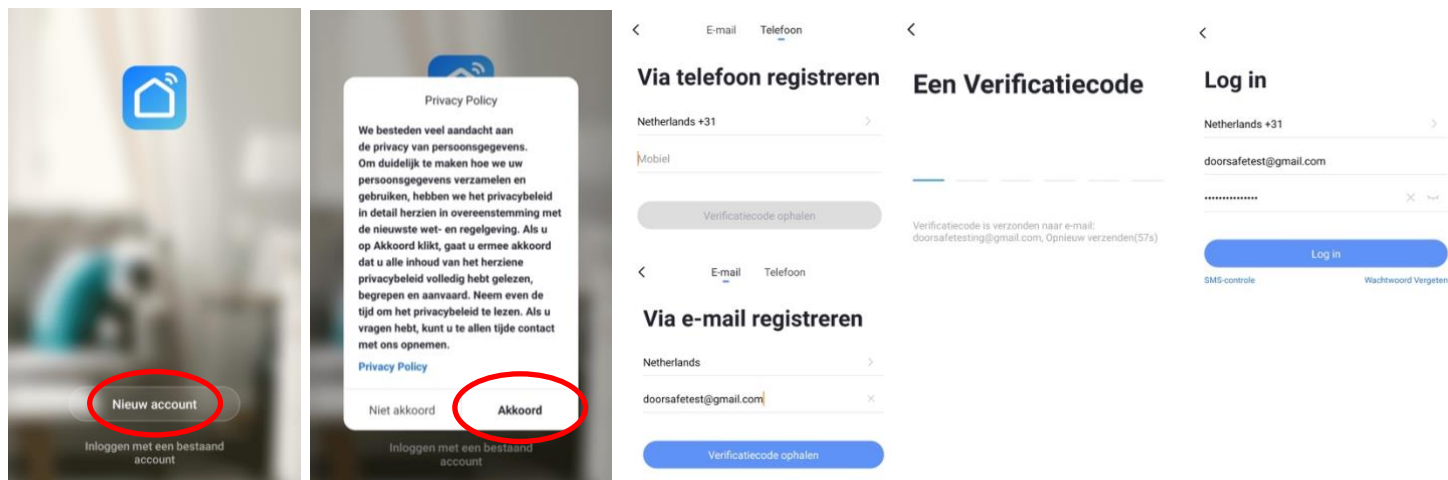 Nieuw account
Inloggen met een bestaand
account
Privacy Policy
We besteden veel aandacht aan
de privacy van persoonsgegevens.
Om duidelijk te maken hoe we uw
persoonsgegevens verzamelen en
gebruiken, hebben we het privacybeleid
in detail herzien in overeenstemming met
de nieuwste wet- en regelgeving. Als u
op Akkoord klikt, gaat u ermee akkoord
dat u alle inhoud van het herziene
privacybeleid volledig hebt gelezen,
begrepen en aanvaard. Neem even de
tijd om het privacybeleid te lezen. Als u
vragen hebt, kunt u te allen tijde contact
met ons opnemen.
Privacy Policy
Niet akkoord Akkoord
Inloggen met een bestaand
account
E-mail Telefoon
Via telefoon registreren
Netherlands +31
Mobiel
Verificatiecode ophalen
E-mail Telefoon
Via e-mail registreren
Netherlands
doorsafetest@gmail.com
Verificatiecode ophalen
Een Verificatiecode
Verificatiecode is verzonden naar e-mail:
doorsafetesting@gmail.com, Opnieuw verzenden(57s)
Log in
Netherlands +31
doorsafetest@gmail.com
Log in
SMS-controle Wachtwoord Vergeten